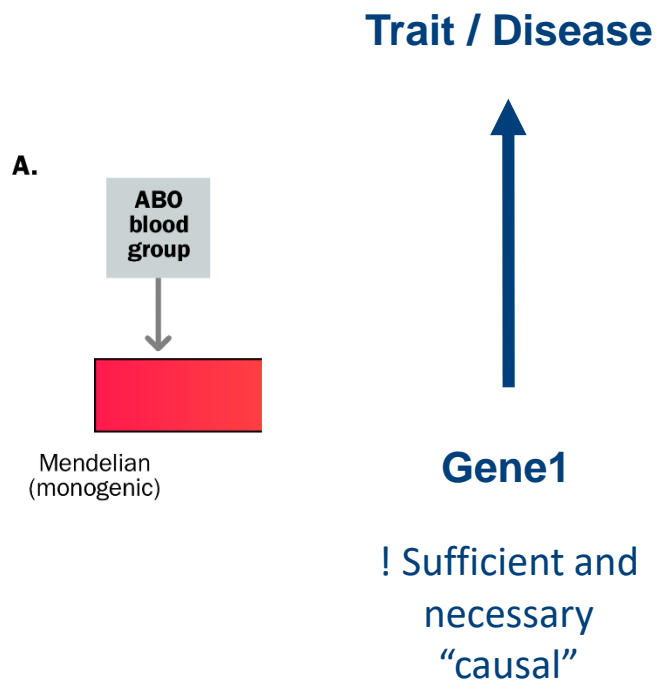 Trait / Disease
A.
ABO
blood
group
Mendelian
(monogenic)
Gene1
! Sufficient and
necessary
“causal”